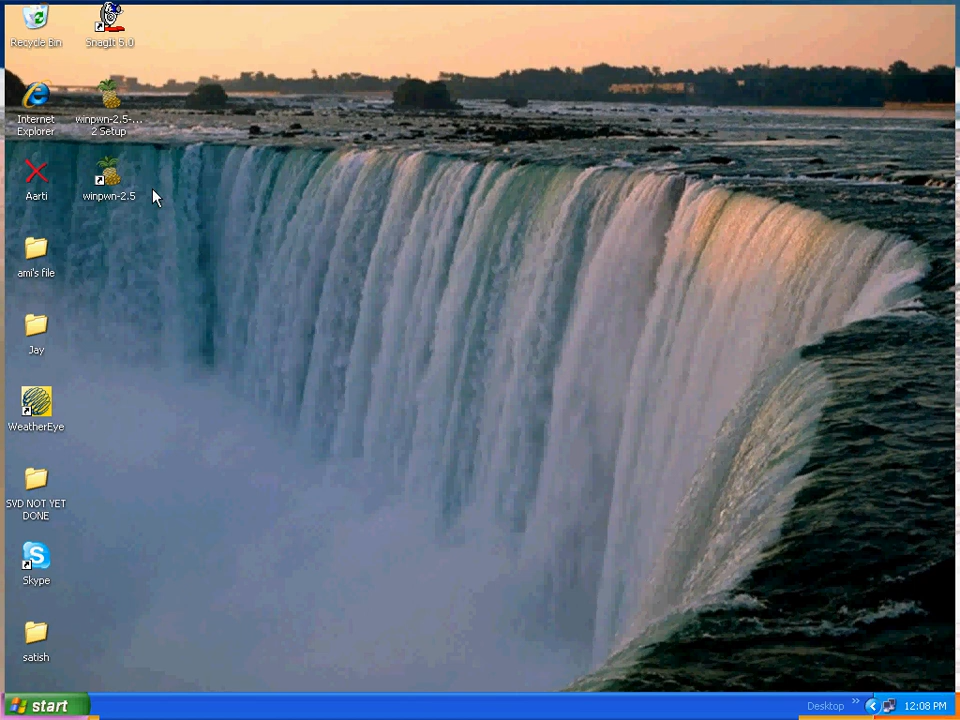 Recycle Bin
SnagIt 5.0
Internet
Explorer
winpwn-2.5-...
2 Setup
Aarti
winpwn-2.5
ami's file
Jay
WeatherEye
SVD NOT YET
DONE
Skype
satish
start
Desktop
12:08 PM